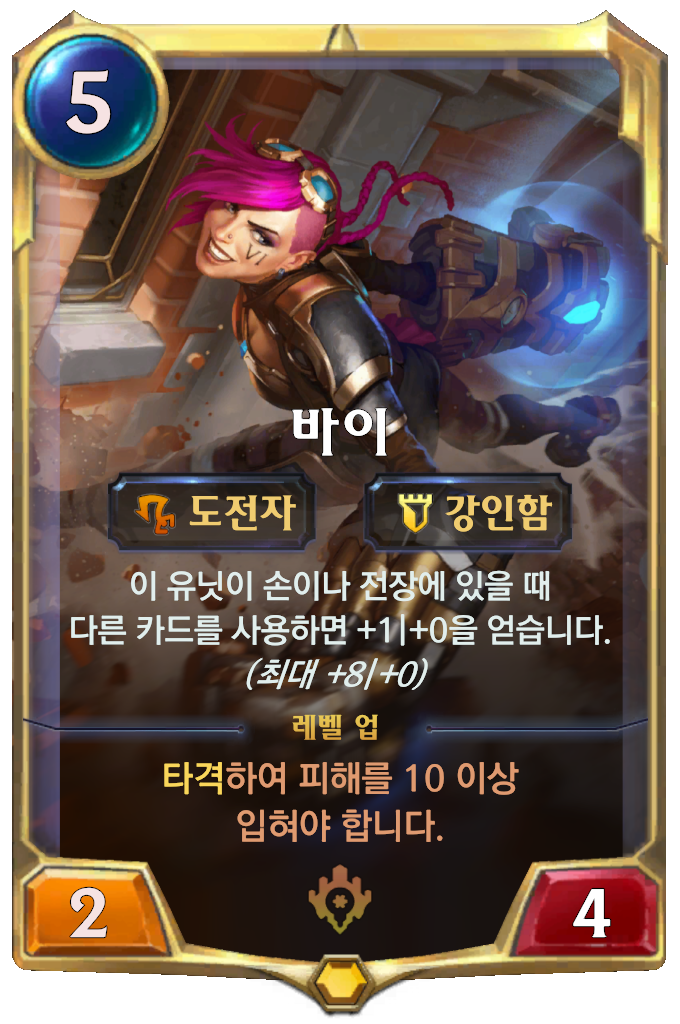 5
바이
도전자 강인함
이 유닛이 손이나 전장에 있을 때
다른 카드를 사용하면 +1|+0을 얻습니다.
(최대 +8|+0)
레벨 업
타격하여 피해를 10 이상
입혀야 합니다.
2 4
VI